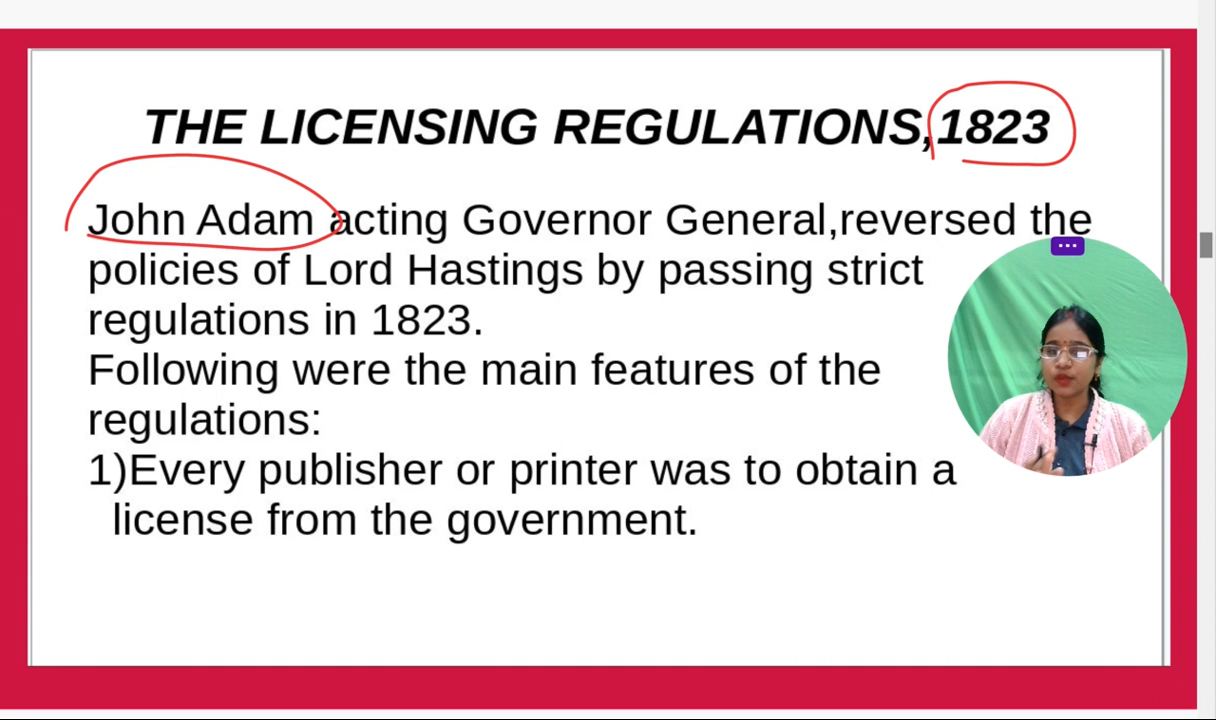 THE LICENSING REGULATIONS,1823
John Adam acting Governor General,reversed the
policies of Lord Hastings by passing strict
regulations in 1823.
Following were the main features of the
regulations:
1)Every publisher or printer was to obtain a
license from the government.